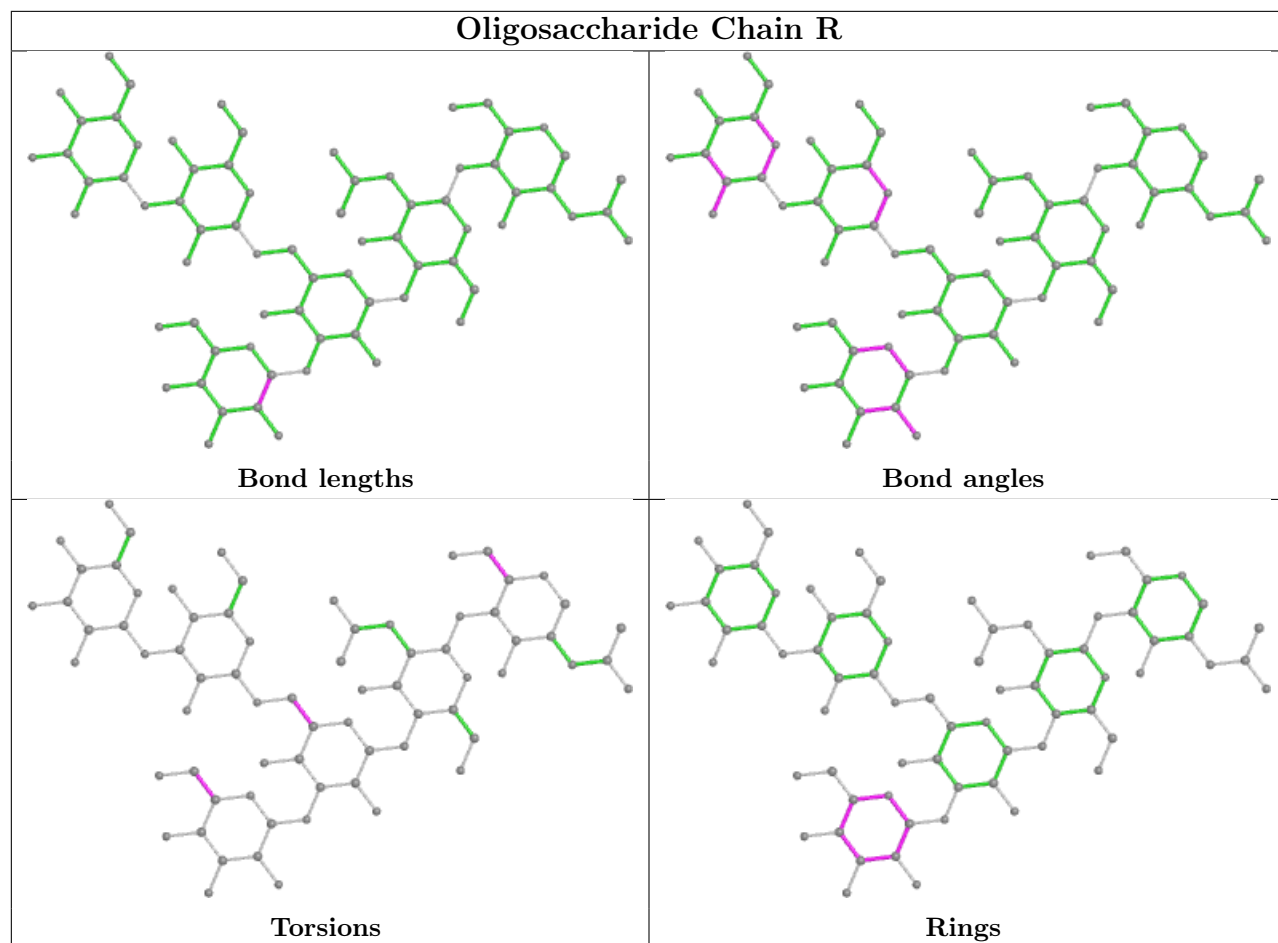 Oligosaccharide Chain R
Bond lengths
Bond angles
Torsions
Rings